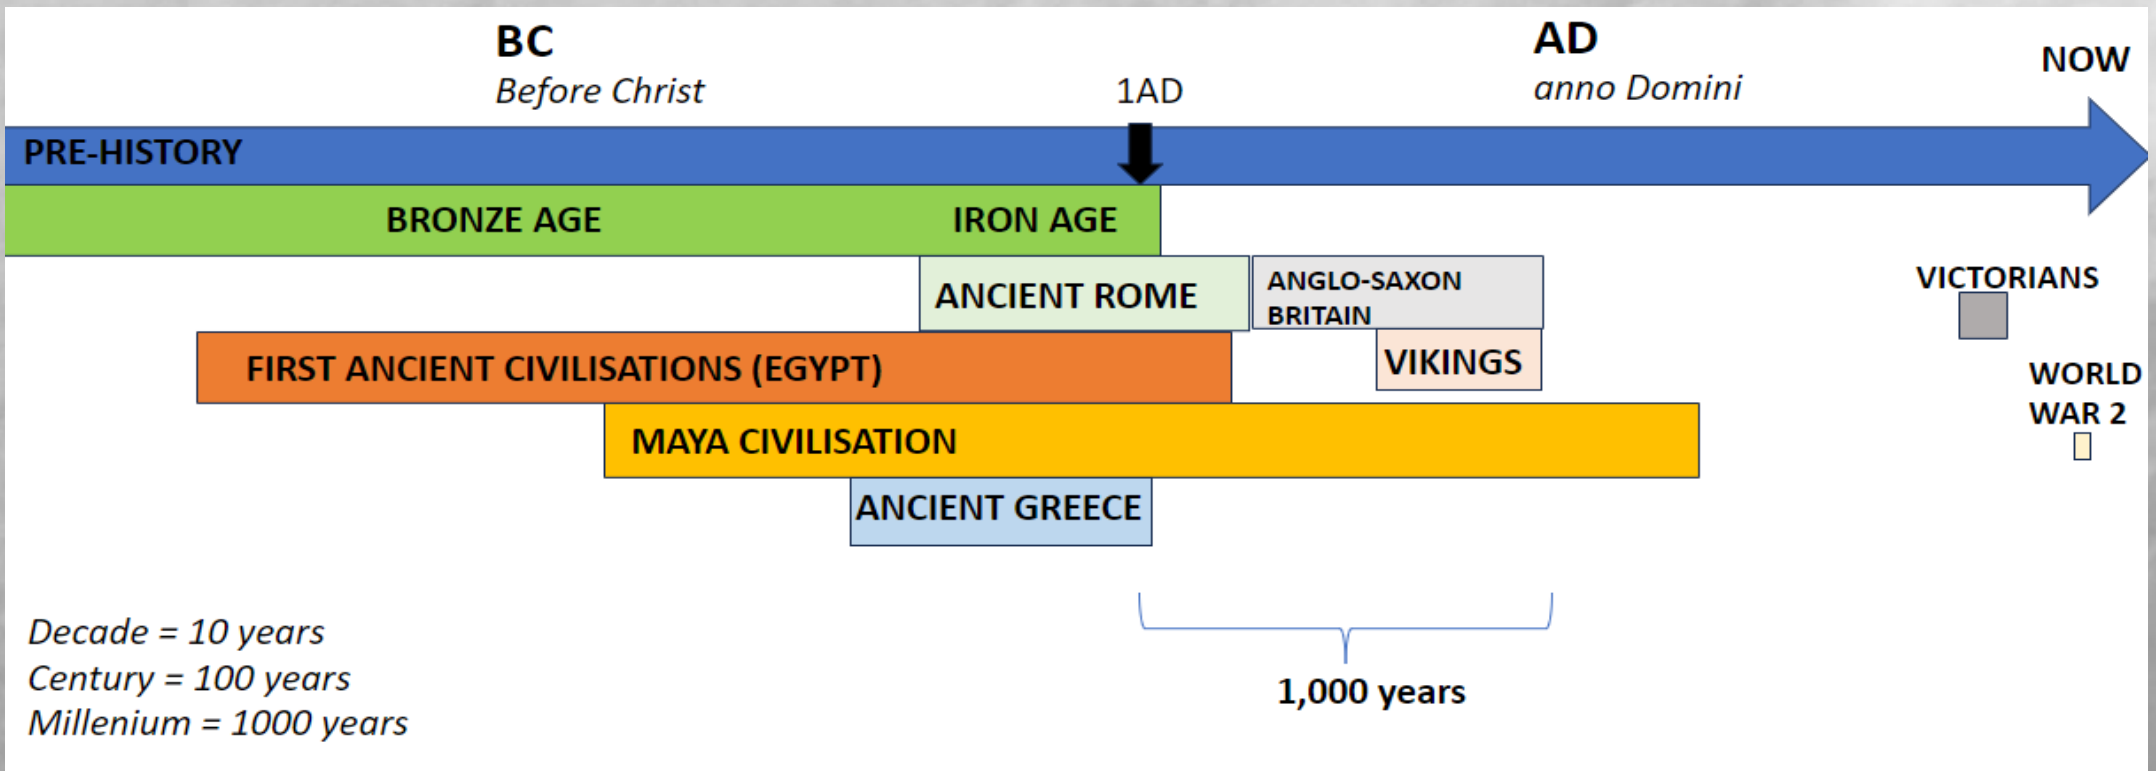 BC
Before Christ
1AD
AD
anno Domini
NOW
PRE-HISTORY
BRONZE AGE
IRON AGE
ANCIENT ROME
ANGLO-SAXON
BRITAIN
VICTORIANS
FIRST ANCIENT CIVILISATIONS (EGYPT)
VIKINGS
WORLD
WAR 2
MAYA CIVILISATION
ANCIENT GREECE
Decade = 10 years
Century = 100 years
Millenium = 1000 years
1,000 years